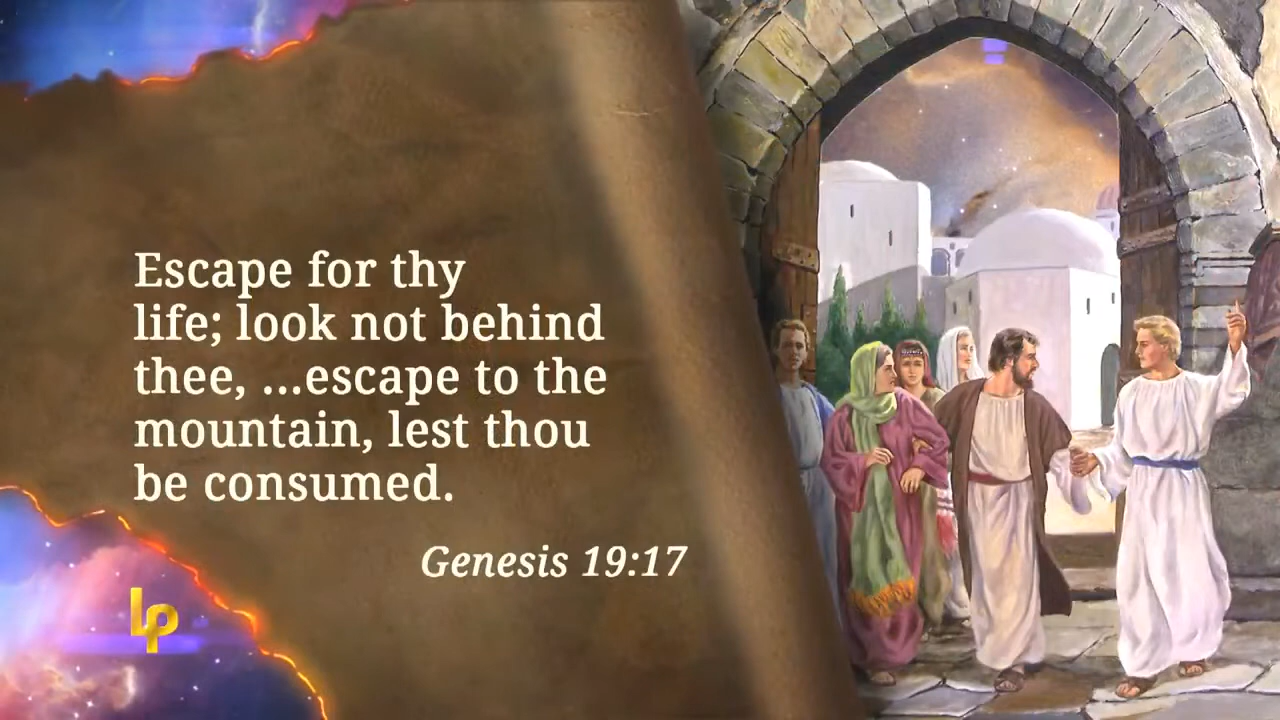 Escape for thy
life; look not behind
thee, ...escape to the
mountain, lest thou
be consumed.
Genesis 19:17
Lp